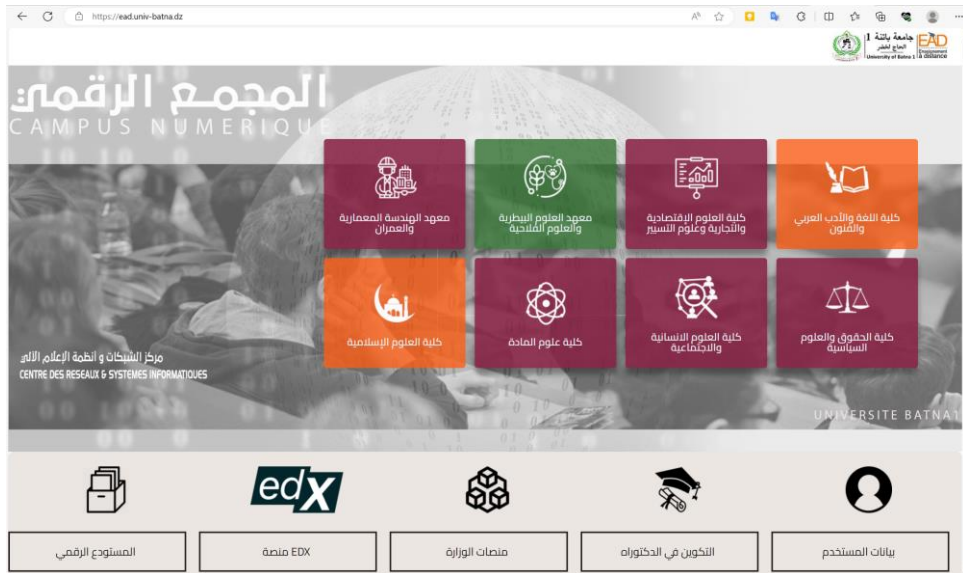 https://ead.univ-batna.dz
جامعة باتنة 1
الحاج لخضر
University of Batna 1
EAD
Enseignement
à distance
المجمع الرقمي
CAMPUS NUMERIQUE
كلية اللغة والأدب العربي
والفنون
كلية العلوم الإقتصادية
والتجارية وعلوم التسيير
معهد العلوم البيطرية
والعلوم الفلاحية
معهد الهندسة المعمارية
والعمران
كلية الحقوق والعلوم
السياسية
كلية العلوم الانسانية
والاجتماعية
كلية علوم المادة
كلية العلوم الإسلامية
مركز الشبكات و أنظمة الإعلام الآلي
CENTRE DES RESEAUX & SYSTEMES INFORMATIQUES
UNIVERSITE BATNA1
edX
بيانات المستخدم
التكوين في الدكتوراه
منصات الوزارة
منصة EDX
المستودع الرقمي